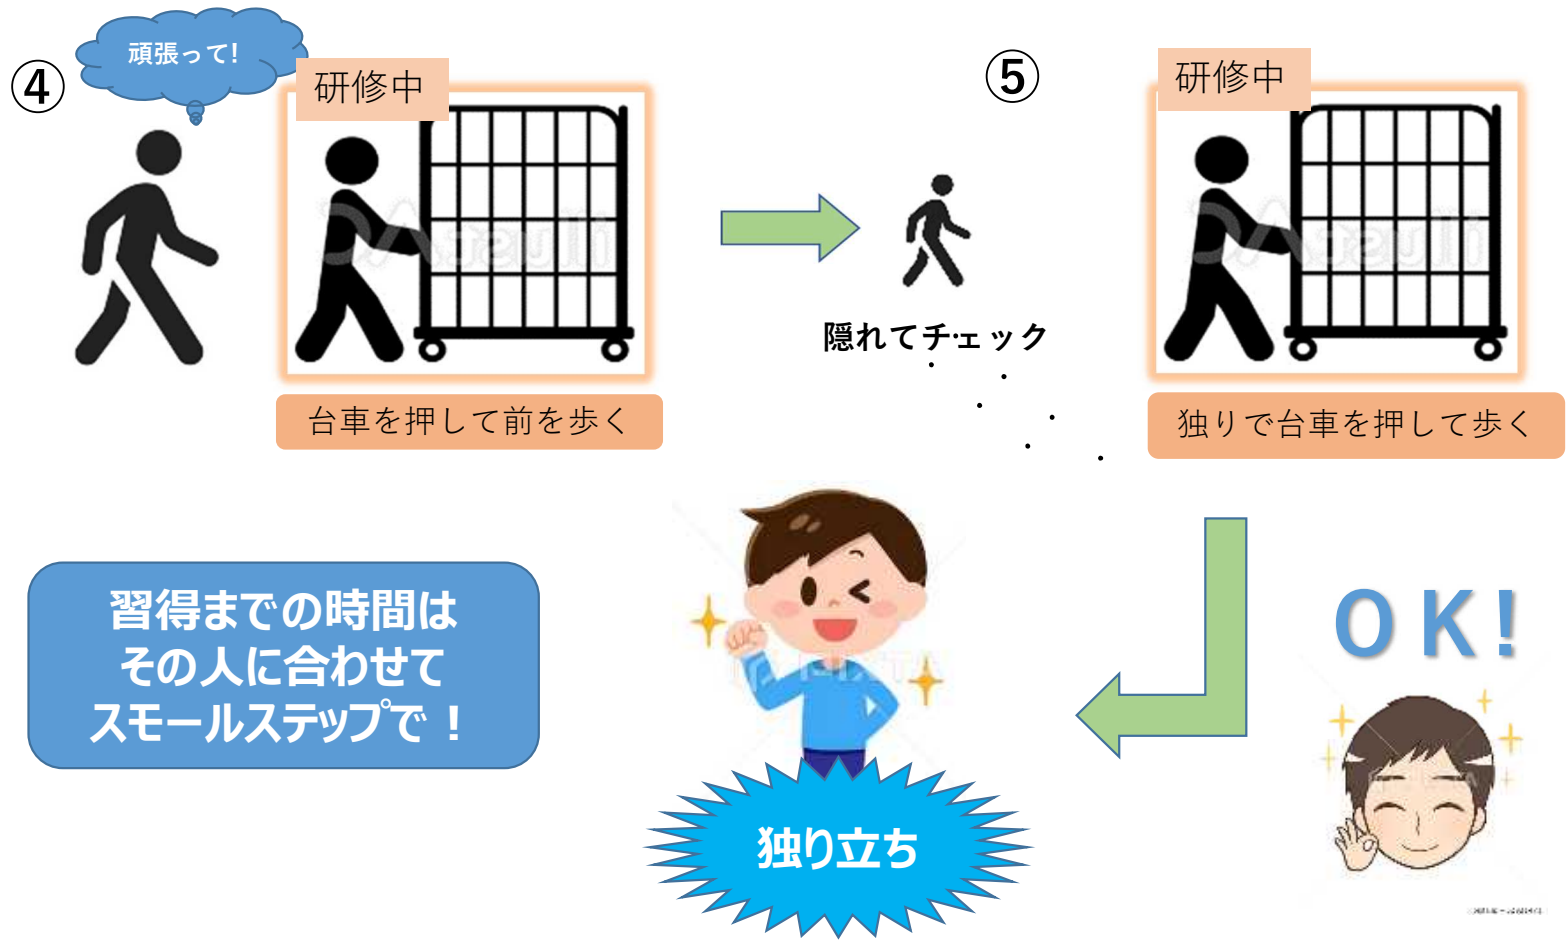 ④
頑張って!
研修中
台車を押して前を歩く
隠れてチェック
⑤
研修中
独りで台車を押して歩く
習得までの時間は
その人に合わせて
スモールステップで！
独り立ち
ＯＫ!